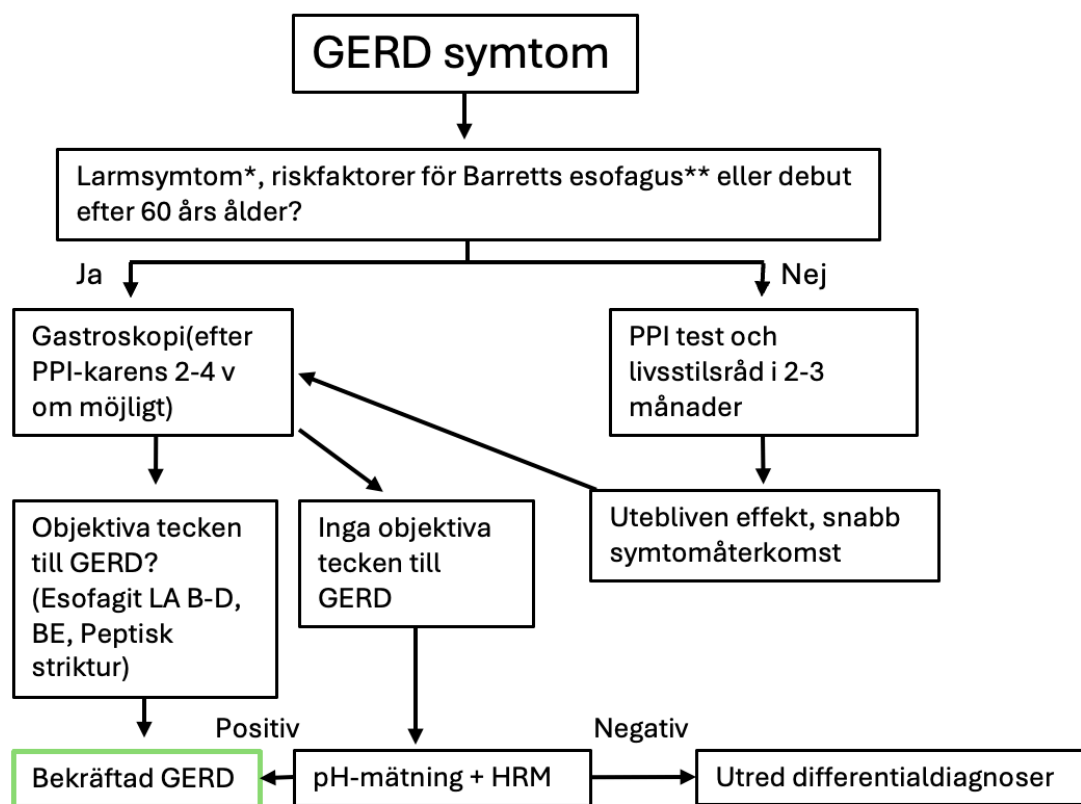 GERD symtom
Larmsymtom*, riskfaktorer för Barretts esofagus** eller debut
efter 60 års ålder?
Ja
Nej
Gastroskopi(efter
PPI-karens 2-4 v
om möjligt)
PPI test och
livsstilsråd i 2-3
månader
Objektiva tecken
till GERD?
(Esofagit LA B-D,
BE, Peptisk
striktur)
Inga objektiva
tecken till
GERD
Utebliven effekt, snabb
symtomåterkomst
Positiv
Negativ
Bekräftad GERD
pH-mätning + HRM
Utred differentialdiagnoser